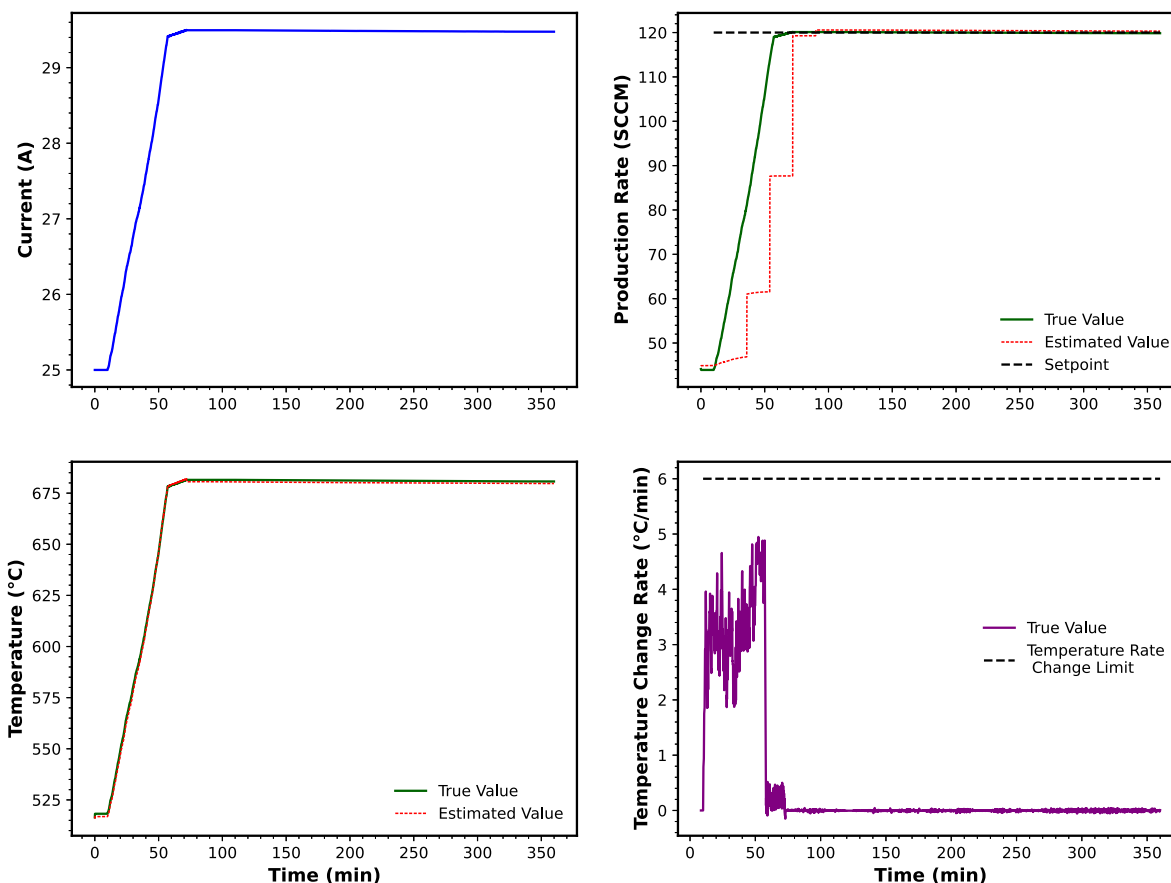 Current (A)
29
28
27
26
25
0 50 100 150 200 250 300 350
Production Rate (SCCM)
120
110
100
90
80
70
60
50
0 50 100 150 200 250 300 350
True Value
Estimated Value
Setpoint
Temperature (°C)
675
650
625
600
575
550
525
0 50 100 150 200 250 300 350
Time (min)
True Value
Estimated Value
Temperature Change Rate (°C/min)
6
5
4
3
2
1
0
0 50 100 150 200 250 300 350
Time (min)
True Value
Temperature Rate
Change Limit